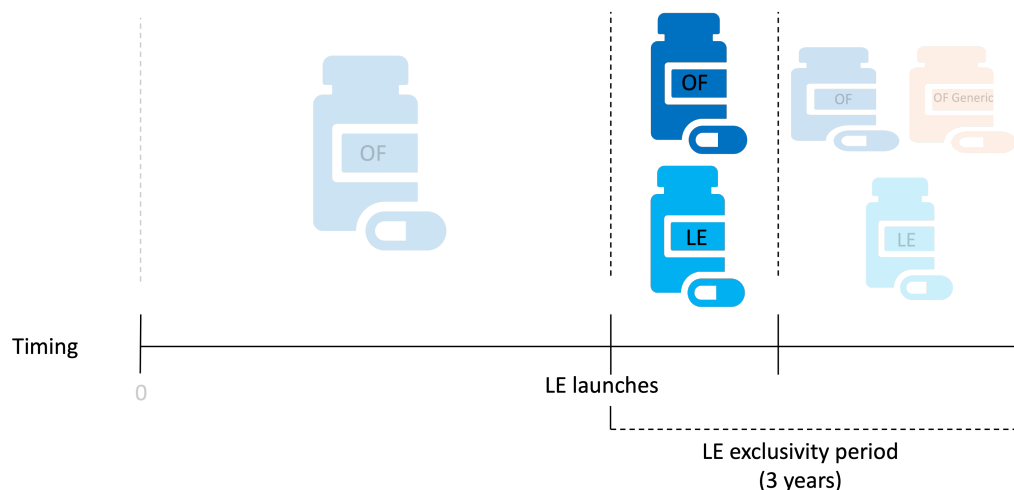 OF
OF
OF
OF Generic
LE
LE
Timing
0
LE launches
LE exclusivity period
(3 years)